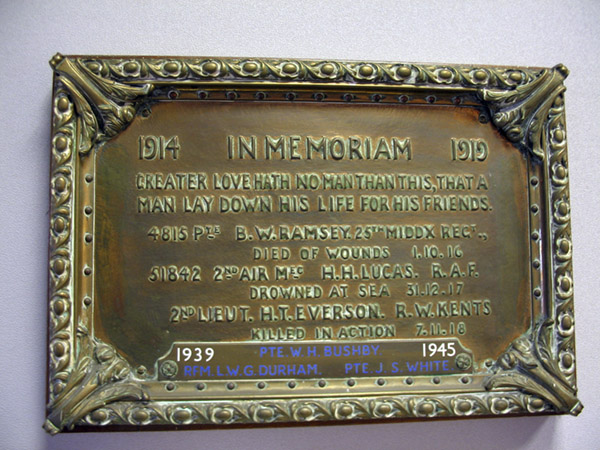 1914 IN MEMORIAM 1919
GREATER LOVE HATH NO MAN THAN THIS, THAT A
MAN LAY DOWN HIS LIFE FOR HIS FRIENDS.
4815 PTE B.W. RAMSEY. 25TH MIDDX REGT.,
DIED OF WOUNDS 1.10.16
51842 2ND AIR MEC H.H. LUCAS. R.A.F.
DROWNED AT SEA 31.12.17
2ND LIEUT. H.T. EVERSON. R.W. KENTS
KILLED IN ACTION 7.11.18
1939 PTE. W. H. BUSHBY 1945
BFM. L.W.G. DURHAM. PTE. J. S. WHITE.